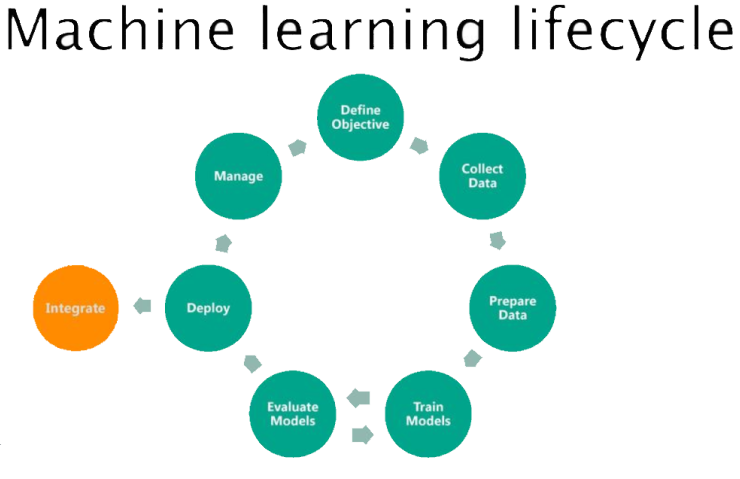 Machine learning lifecycle
Define
Objective
Collect
Data
Prepare
Data
Train
Models
Evaluate
Models
Deploy
Integrate
Manage